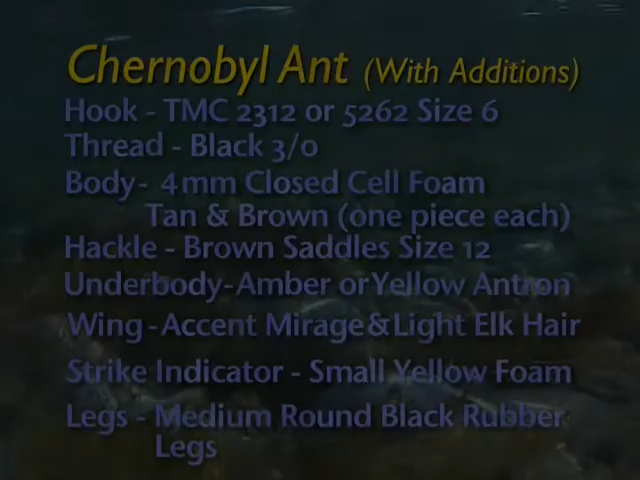 Chernobyl Ant (With Additions)
Hook - TMC 2312 or 5262 Size 6
Thread - Black 3/0
Body - 4mm Closed Cell Foam
Tan & Brown (one piece each)
Hackle - Brown Saddles Size 12
Underbody - Amber or Yellow Antron
Wing - Accent Mirage & Light Elk Hair
Strike Indicator - Small Yellow Foam
Legs - Medium Round Black Rubber
Legs